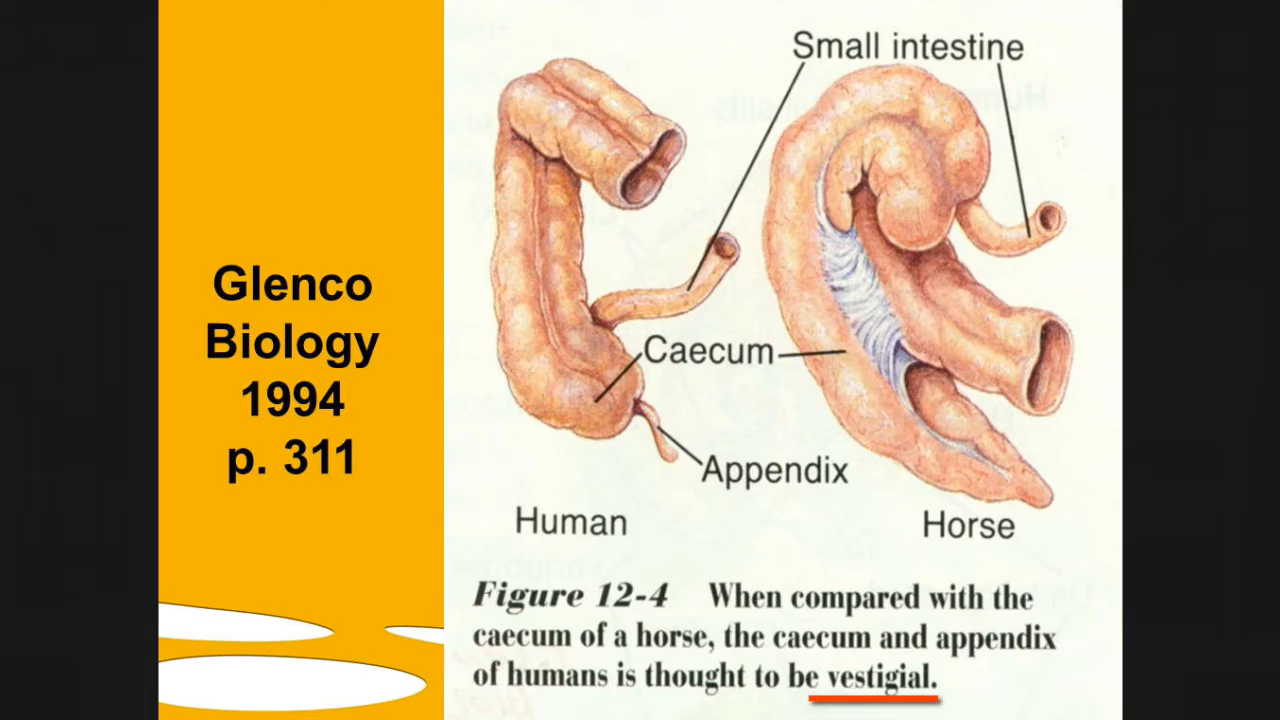 Glenco
Biology
1994
p. 311
Small intestine
Caecum
Appendix
Human
Horse
Figure 12-4 When compared with the
caecum of a horse, the caecum and appendix
of humans is thought to be vestigial.